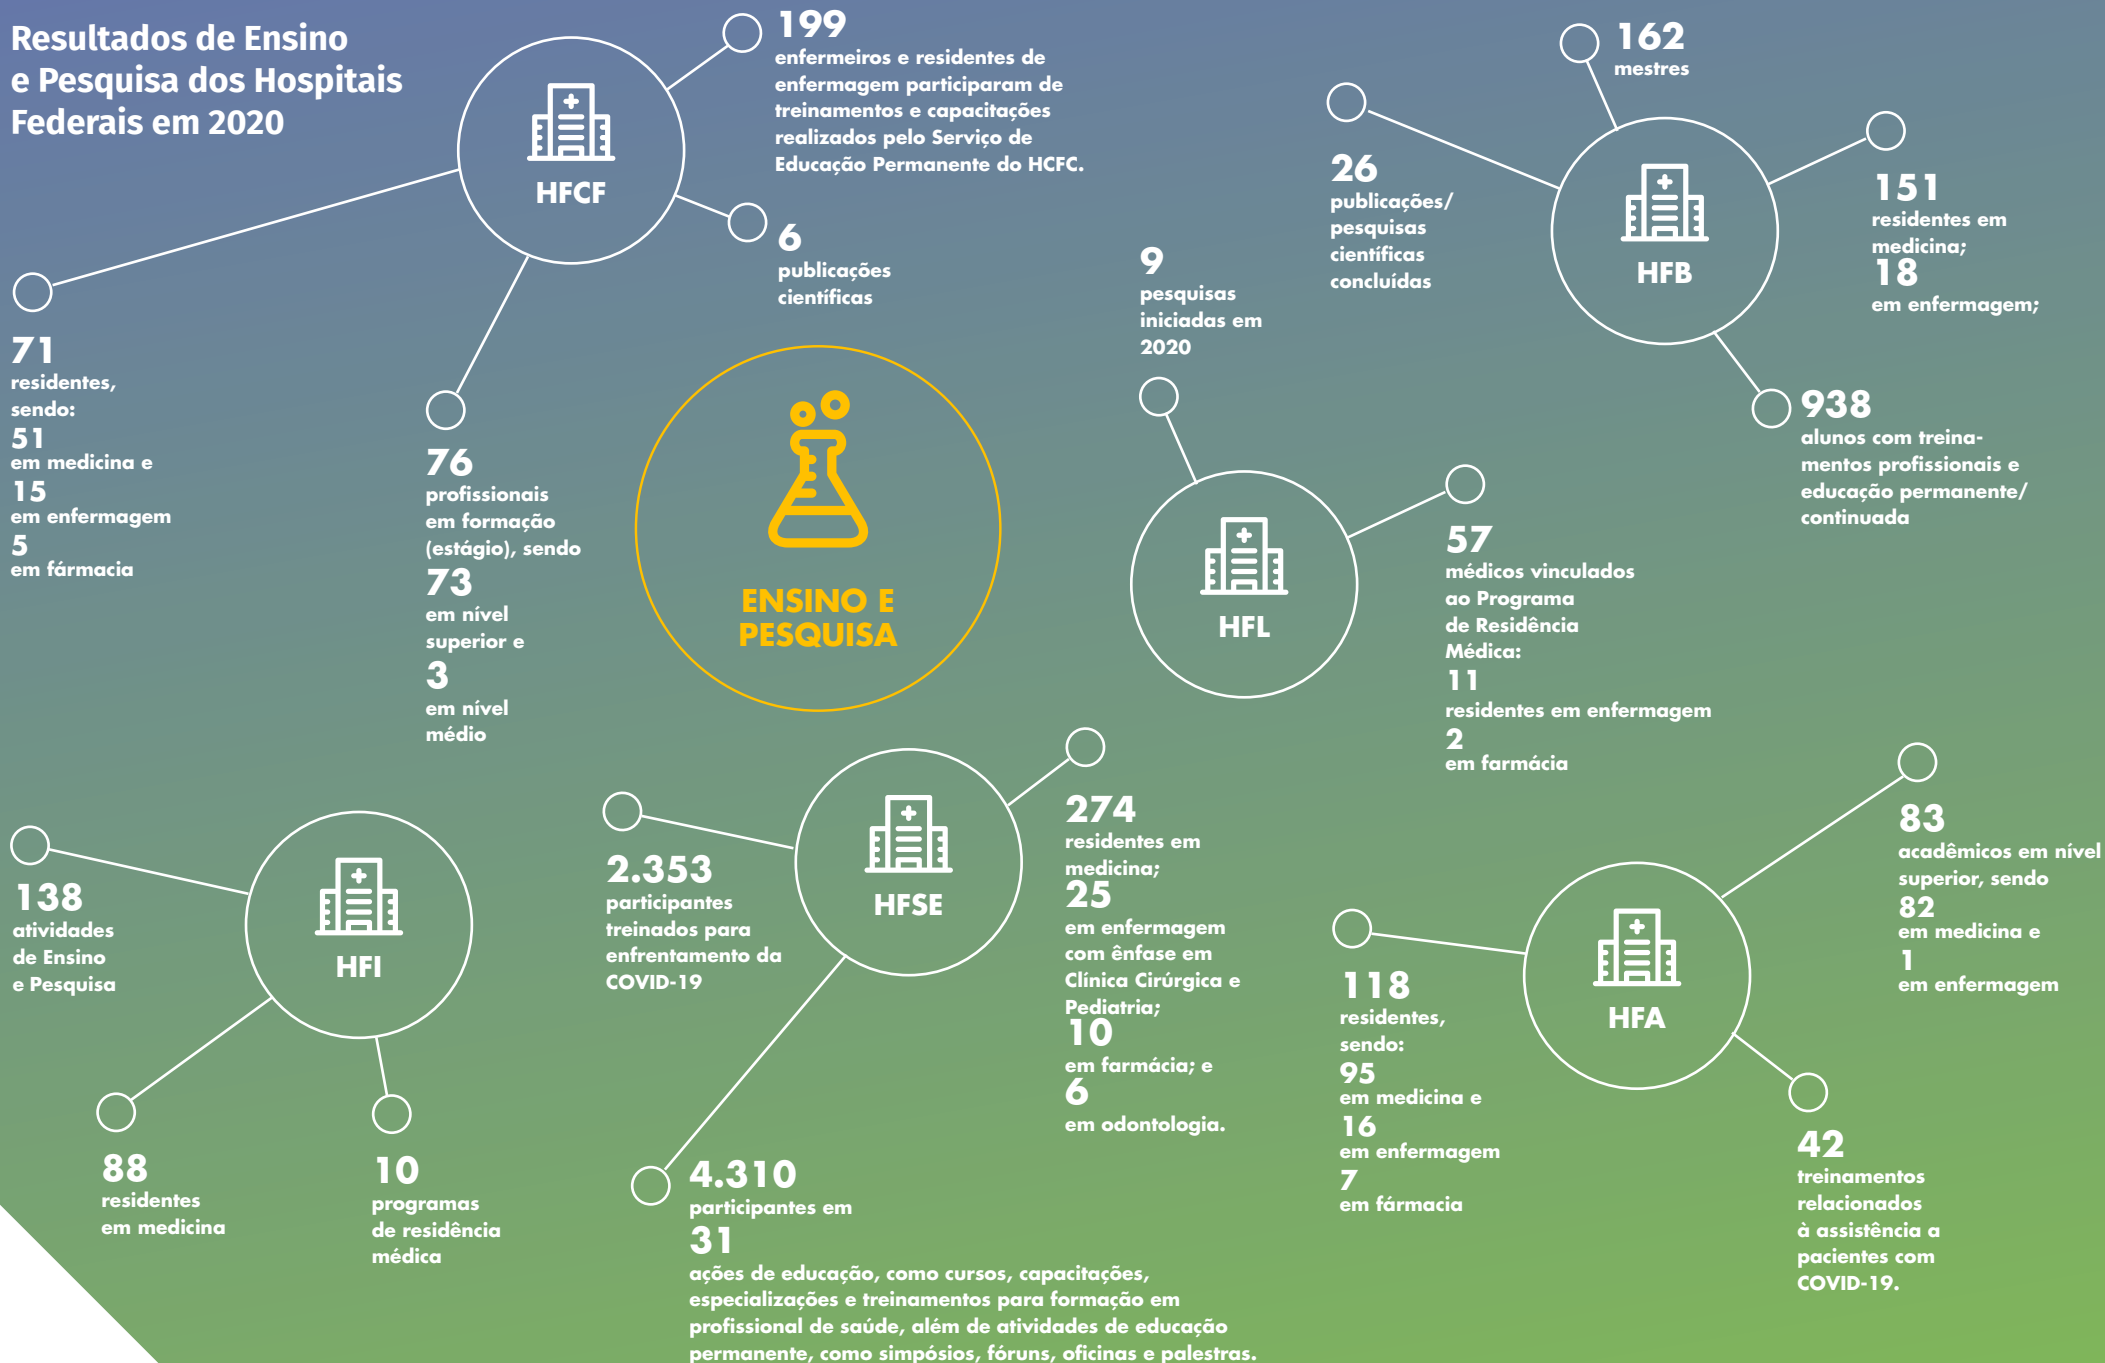 Resultados de Ensino
e Pesquisa dos Hospitais
Federais em 2020
HFCF
199
enfermeiros e residentes de
enfermagem participaram de
treinamentos e capacitações
realizados pelo Serviço de
Educação Permanente do HCFC.
6
publicações
científicas
71
residentes,
sendo:
51
em medicina e
15
em enfermagem
5
em fármacia
76
profissionais
em formação
(estágio), sendo
73
em nível
superior e
3
em nível
médio
ENSINO E
PESQUISA
HFB
162
mestres
26
publicações/
pesquisas
científicas
concluídas
151
residentes em
medicina;
18
em enfermagem;
938
alunos com treina-
mentos profissionais e
educação permanente/
continuada
HFL
9
pesquisas
iniciadas em
2020
57
médicos vinculados
ao Programa
de Residência
Médica:
11
residentes em enfermagem
2
em farmácia
HFI
138
atividades
de Ensino
e Pesquisa
88
residentes
em medicina
10
programas
de residência
médica
HFSE
2.353
participantes
treinados para
enfrentamento da
COVID-19
274
residentes em
medicina;
25
em enfermagem
com ênfase em
Clínica Cirúrgica e
Pediatria;
10
em farmácia; e
6
em odontologia.
4.310
participantes em
31
ações de educação, como cursos, capacitações,
especializações e treinamentos para formação em
profissional de saúde, além de atividades de educação
permanente, como simpósios, fóruns, oficinas e palestras.
HFA
83
acadêmicos em nível
superior, sendo
82
em medicina e
1
em enfermagem
118
residentes,
sendo:
95
em medicina e
16
em enfermagem
7
em fármacia
42
treinamentos
relacionados
à assistência a
pacientes com
COVID-19.